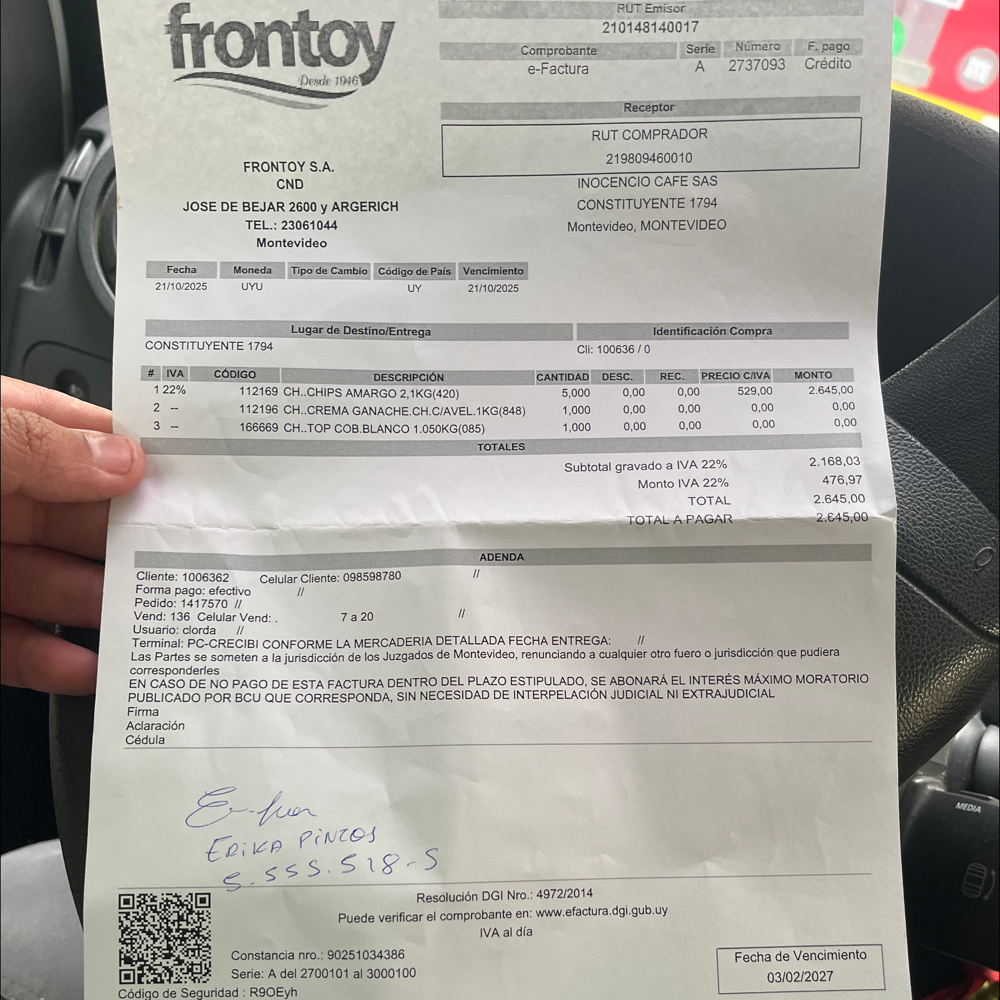 frontoy
Desde 1946
RUT Emisor
210148140017
Comprobante Serie Número F. pago
e-Factura A 2737093 Crédito
Receptor
RUT COMPRADOR
219809460010
INOCENCIO CAFE SAS
CONSTITUYENTE 1794
Montevideo, MONTEVIDEO
FRONTOY S.A.
CND
JOSE DE BEJAR 2600 y ARGERICH
TEL.: 23061044
Montevideo
Fecha Moneda Tipo de Cambio Código de País Vencimiento
21/10/2025 UYU UY 21/10/2025
Lugar de Destino/Entrega Identificación Compra
CONSTITUYENTE 1794 Cli: 100636 / 0
# IVA CÓDIGO DESCRIPCIÓN CANTIDAD DESC. REC. PRECIO C/IVA MONTO
1 22% 112169 CH..CHIPS AMARGO 2,1KG(420) 5,000 0,00 0,00 529,00 2.645,00
2 -- 112196 CH..CREMA GANACHE.CH.C/AVEL.1KG(848) 1,000 0,00 0,00 0,00 0,00
3 -- 166669 CH..TOP COB.BLANCO 1.050KG(085) 1,000 0,00 0,00 0,00 0,00
TOTALES
Subtotal gravado a IVA 22% 2.168,03
Monto IVA 22% 476,97
TOTAL 2.645,00
TOTAL A PAGAR 2.645,00
ADENDA
Cliente: 1006362 Celular Cliente: 098598780 //
Forma pago: efectivo //
Pedido: 1417570 //
Vend: 136 Celular Vend: . 7 a 20 //
Usuario: clorda //
Terminal: PC-CRECIBI CONFORME LA MERCADERIA DETALLADA FECHA ENTREGA: //
Las Partes se someten a la jurisdicción de los Juzgados de Montevideo, renunciando a cualquier otro fuero o jurisdicción que pudiera
corresponderles
EN CASO DE NO PAGO DE ESTA FACTURA DENTRO DEL PLAZO ESTIPULADO, SE ABONARÁ EL INTERÉS MÁXIMO MORATORIO
PUBLICADO POR BCU QUE CORRESPONDA, SIN NECESIDAD DE INTERPELACIÓN JUDICIAL NI EXTRAJUDICIAL
Firma
Aclaración
Cédula
ERIKA PINTOS
5.555.518-5
Resolución DGI Nro.: 4972/2014
Puede verificar el comprobante en: www.efactura.dgi.gub.uy
IVA al día
Constancia nro.: 90251034386
Serie: A del 2700101 al 3000100
Código de Seguridad : R9OEyh
Fecha de Vencimiento
03/02/2027
MEDIA